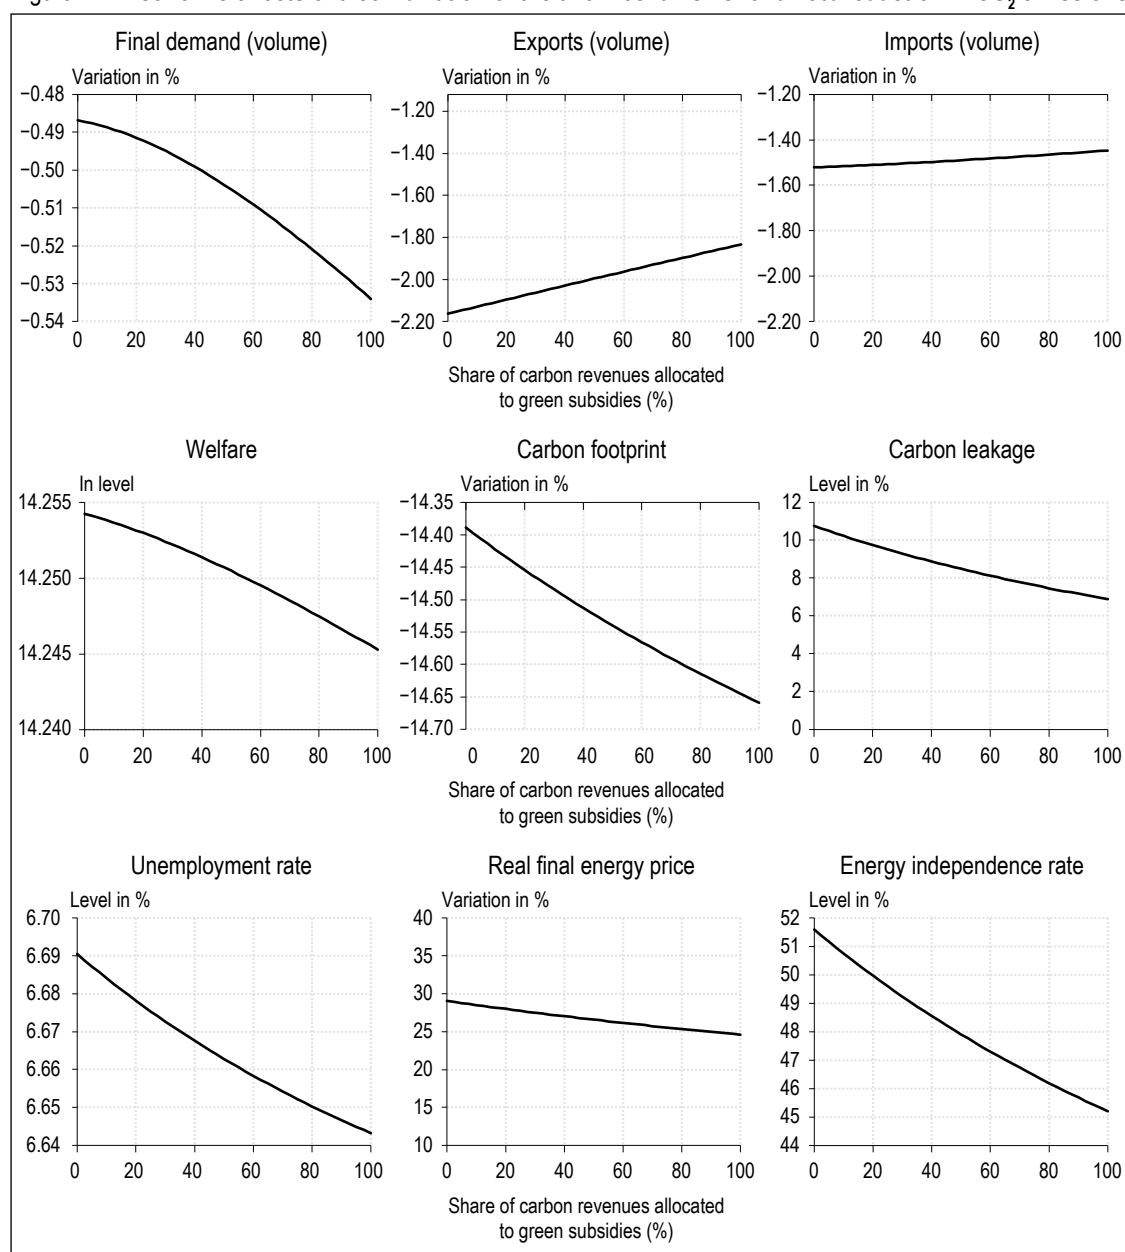 Final demand (volume) Exports (volume) Imports (volume)
Variation in % Variation in % Variation in %
−0.48 −1.20 −1.20
−0.49 −1.40 −1.40
−0.50 −1.60 −1.60
−0.51 −1.80 −1.80
−0.52 −2.00 −2.00
−0.53 −2.20 −2.20
−0.54
0 20 40 60 80 100 0 20 40 60 80 100 0 20 40 60 80 100
Share of carbon revenues allocated
to green subsidies (%)
Welfare Carbon footprint Carbon leakage
In level Variation in % Level in %
14.255 −14.35 12
14.250 −14.40 10
14.245 −14.45 8
14.240 −14.50 6
−14.55 4
−14.60 2
−14.65 0
−14.70
0 20 40 60 80 100 0 20 40 60 80 100 0 20 40 60 80 100
Share of carbon revenues allocated
to green subsidies (%)
Unemployment rate Real final energy price Energy independence rate
Level in % Variation in % Level in %
6.70 40 52
6.69 35 51
6.68 30 50
6.67 25 49
6.66 20 48
6.65 15 47
6.64 10 46
45
44
0 20 40 60 80 100 0 20 40 60 80 100 0 20 40 60 80 100
Share of carbon revenues allocated
to green subsidies (%)